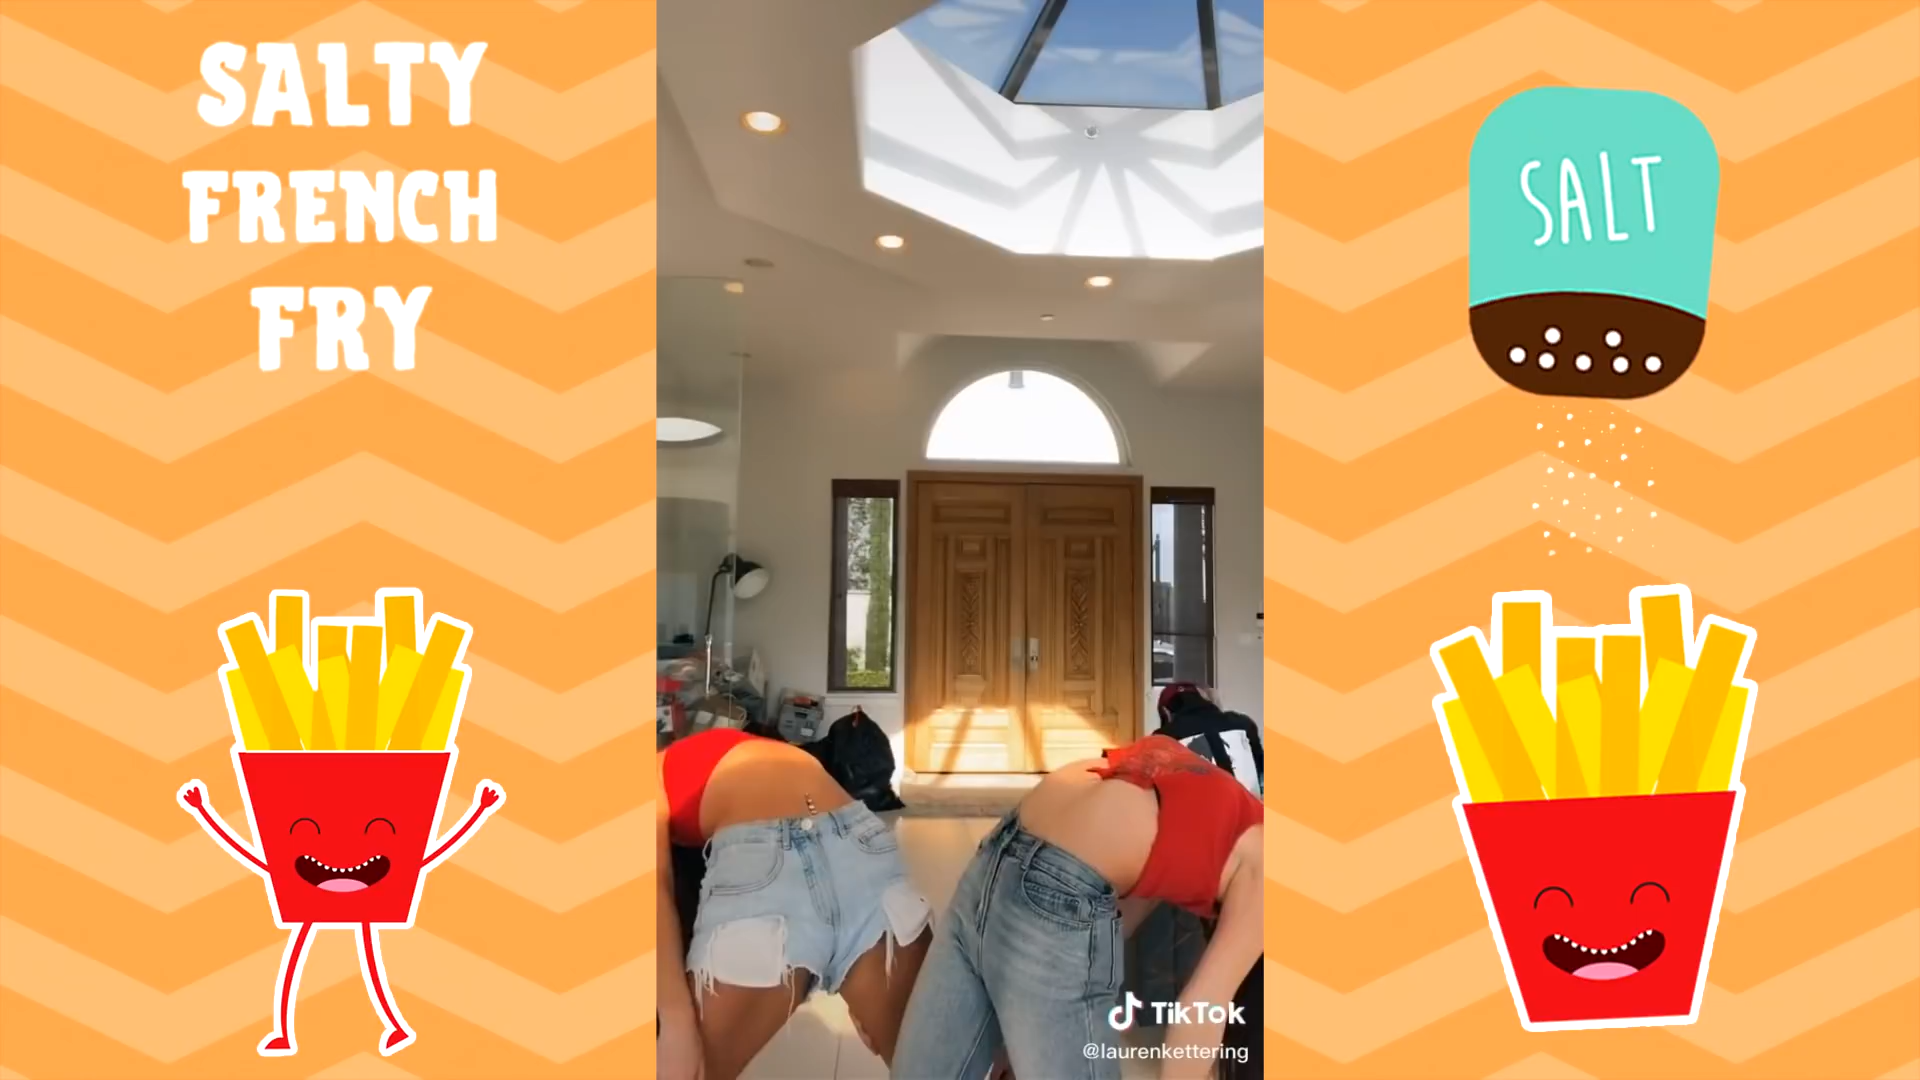 SALTY
FRENCH
FRY
SALT
TikTok
@laurenkettering